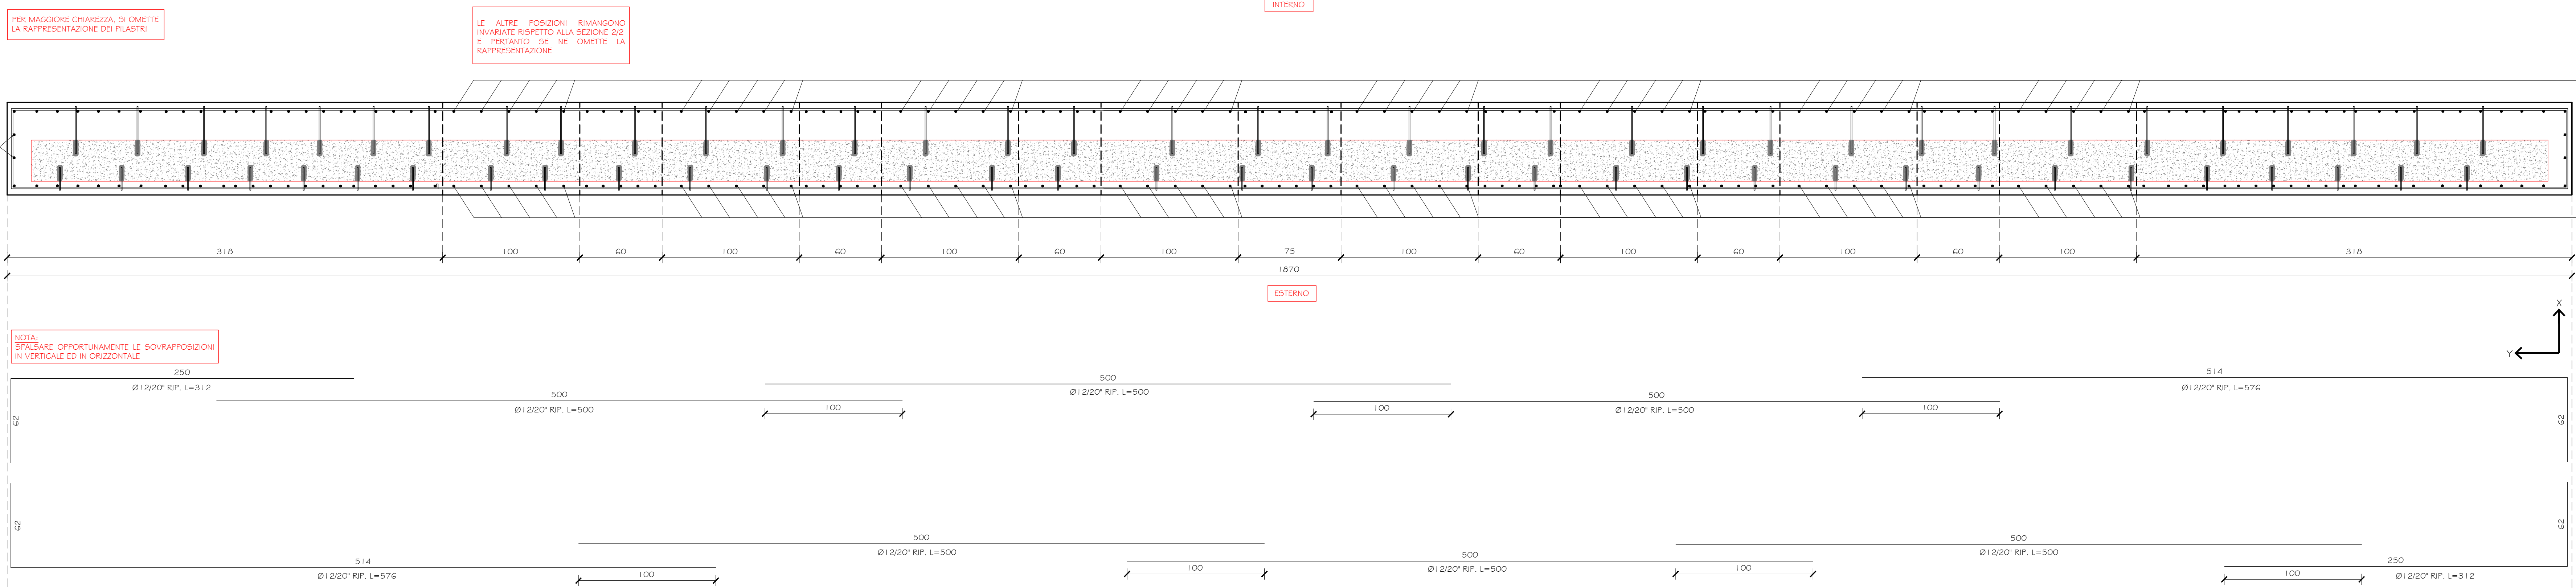 INTERNO
PER MAGGIORE CHIAREZZA, SI OMETTE
LA RAPPRESENTAZIONE DEI PILASTRI
LE ALTRE POSIZIONI RIMANGONO
INVARIATE RISPETTO ALLA SEZIONE 2/2
E PERTANTO SE NE OMETTE LA
RAPPRESENTAZIONE
318 100 60 100 60 100 60 100 75 100 60 100 60 100 60 100 318
1870
ESTERNO
X
Y
NOTA:
SFALSARE OPPORTUNAMENTE LE SOVRAPPOSIZIONI
IN VERTICALE ED IN ORIZZONTALE
250
Ø12/20" RIP. L=312
62
500
Ø12/20" RIP. L=500
100
500
Ø12/20" RIP. L=500
100
500
Ø12/20" RIP. L=500
100
514
Ø12/20" RIP. L=576
62
62
514
Ø12/20" RIP. L=576
100
500
Ø12/20" RIP. L=500
100
500
Ø12/20" RIP. L=500
100
500
Ø12/20" RIP. L=500
100
250
Ø12/20" RIP. L=312
62